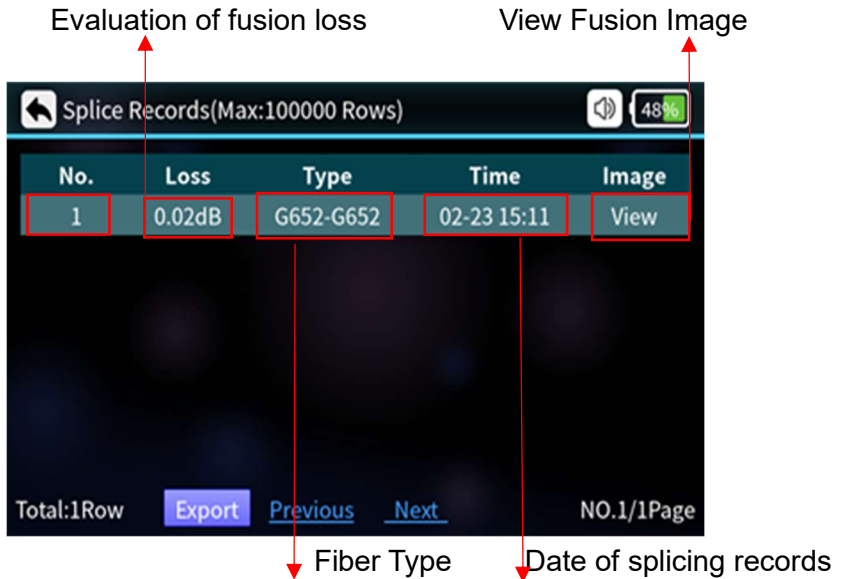 Evaluation of fusion loss View Fusion Image
Splice Records(Max:100000 Rows) 48%
No. Loss Type Time Image
1 0.02dB G652-G652 02-23 15:11 View
Total:1Row Export Previous Next NO.1/1Page
Fiber Type Date of splicing records